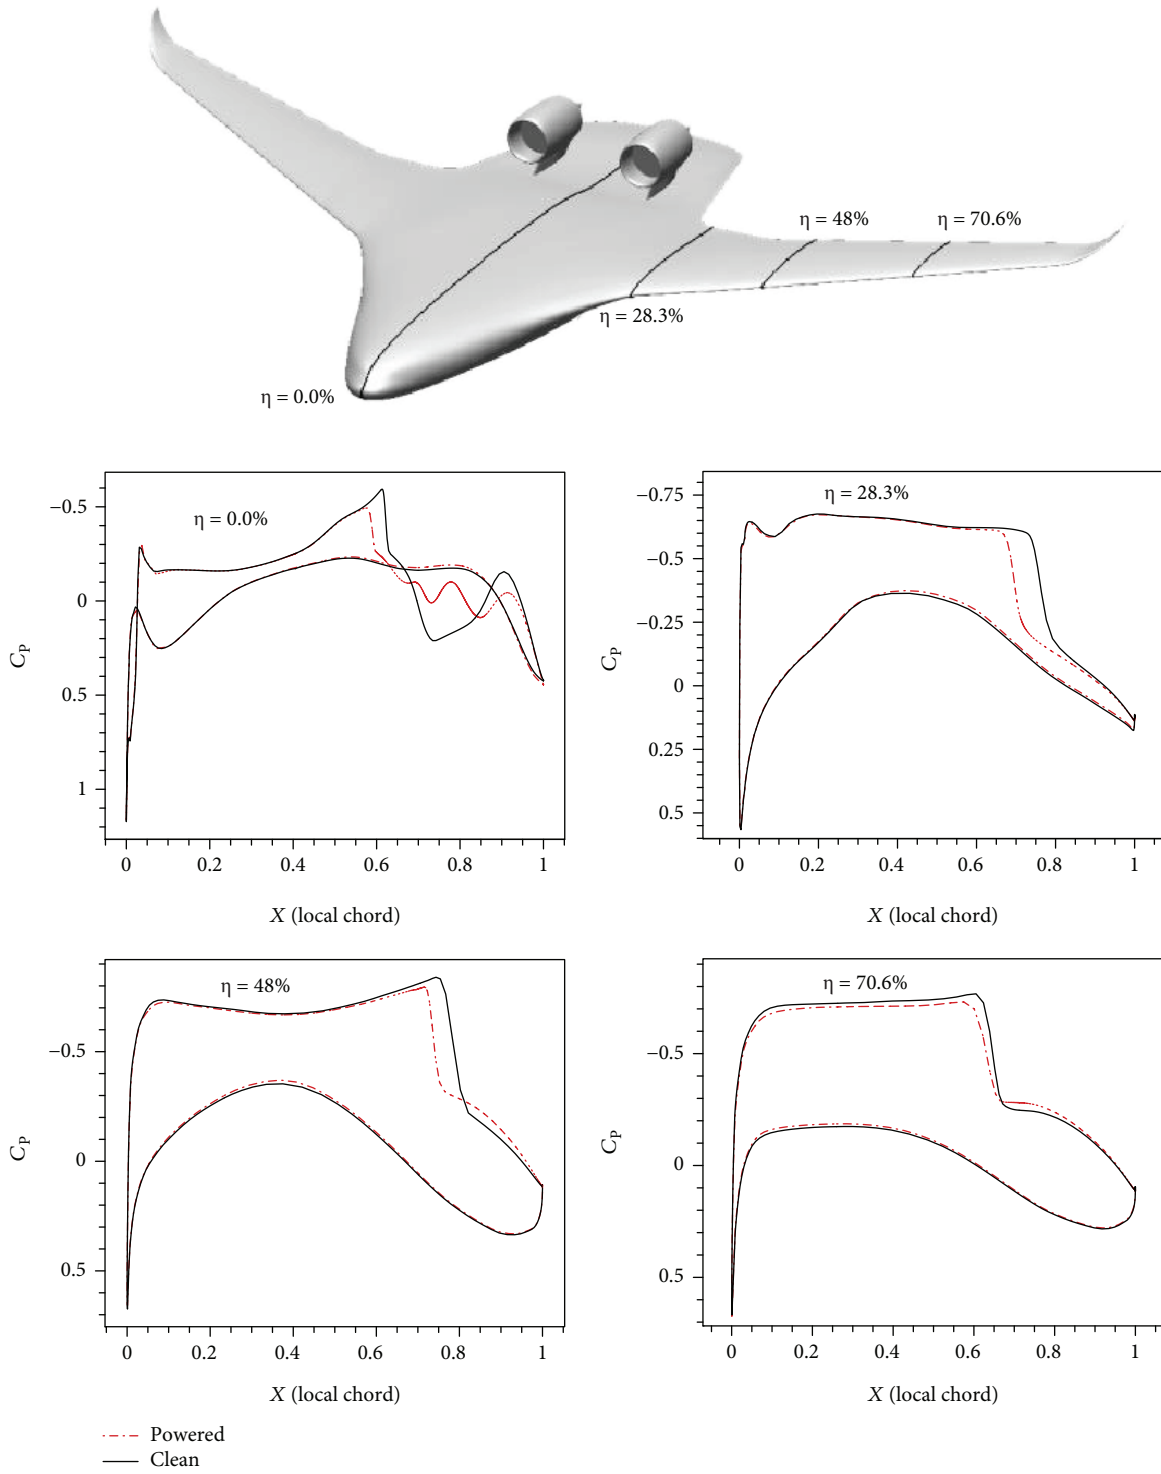 η = 48%
η = 70.6%
η = 28.3%
η = 0.0%
η = 0.0%
−0.5
0
0.5
1
C_P
0 0.2 0.4 0.6 0.8 1
X (local chord)
η = 28.3%
−0.75
−0.5
−0.25
0
0.25
0.5
C_P
0 0.2 0.4 0.6 0.8 1
X (local chord)
η = 48%
−0.5
0
0.5
C_P
0 0.2 0.4 0.6 0.8 1
X (local chord)
η = 70.6%
−0.5
0
0.5
C_P
0 0.2 0.4 0.6 0.8 1
X (local chord)
Powered
Clean